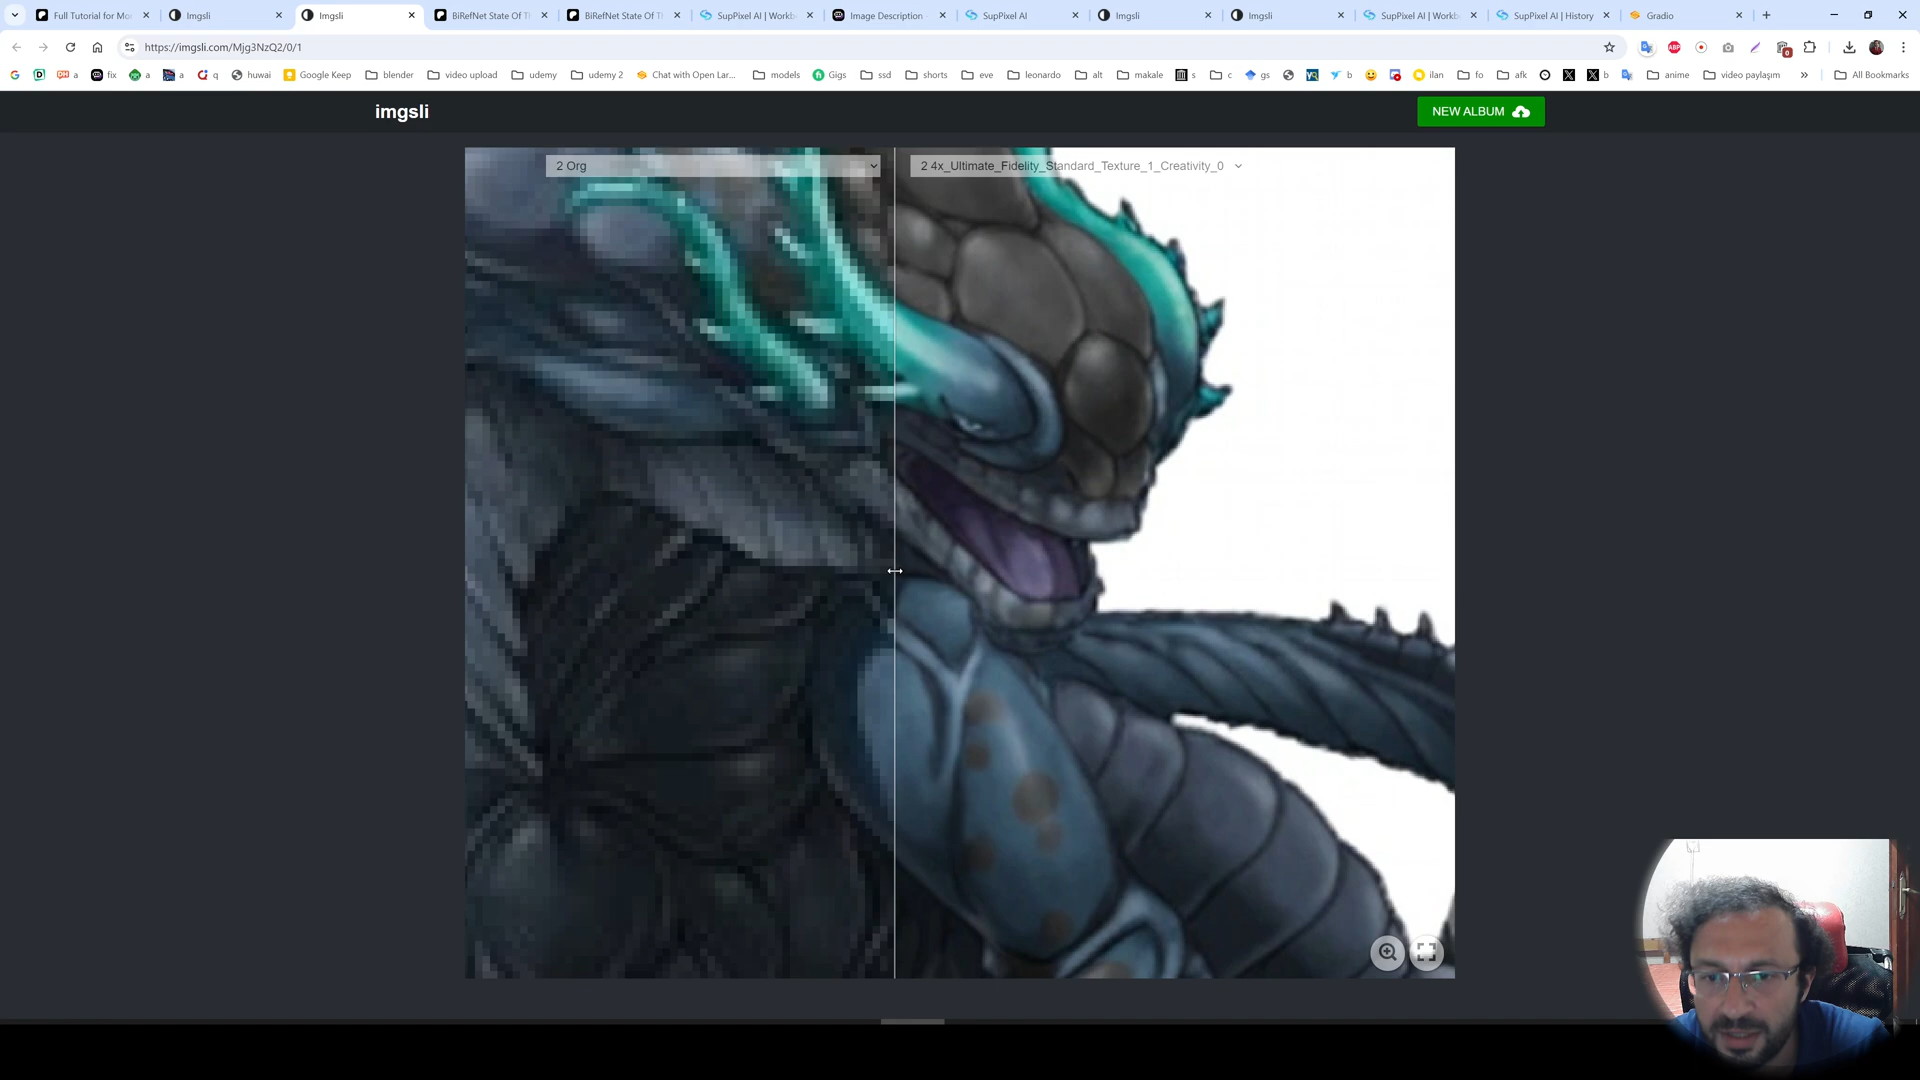 Full Tutorial for Mo
Imgsli
Imgsli
BiRefNet State Of T
BiRefNet State Of T
SupPixel AI | Workb
Image Description -
SupPixel AI
Imgsli
Imgsli
SupPixel AI | Workb
SupPixel AI | History
Gradio
https://imgsli.com/Mjg3NzQ2/0/1
a
fix
a
a
q
huwai
Google Keep
blender
video upload
udemy
udemy 2
Chat with Open Lar...
models
Gigs
ssd
shorts
eve
leonardo
alt
makale
s
c
gs
b
ilan
fo
afk
b
anime
video paylaşım
All Bookmarks
imgsli
NEW ALBUM
2 Org
2 4x_Ultimate_Fidelity_Standard_Texture_1_Creativity_0